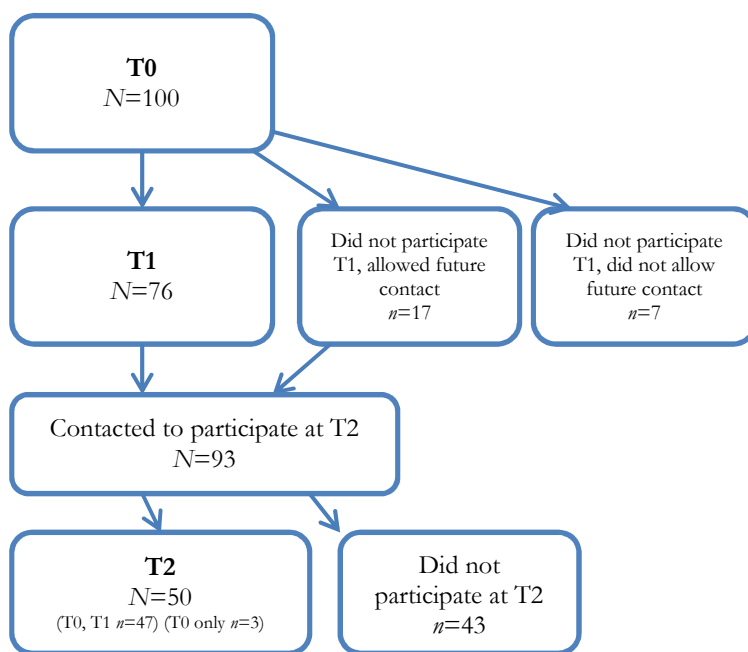 T0
N=100
T1
N=76
Did not participate
T1, allowed future
contact
n=17
Did not participate
T1, did not allow
future contact
n=7
Contacted to participate at T2
N=93
T2
N=50
(T0, T1 n=47) (T0 only n=3)
Did not
participate at T2
n=43